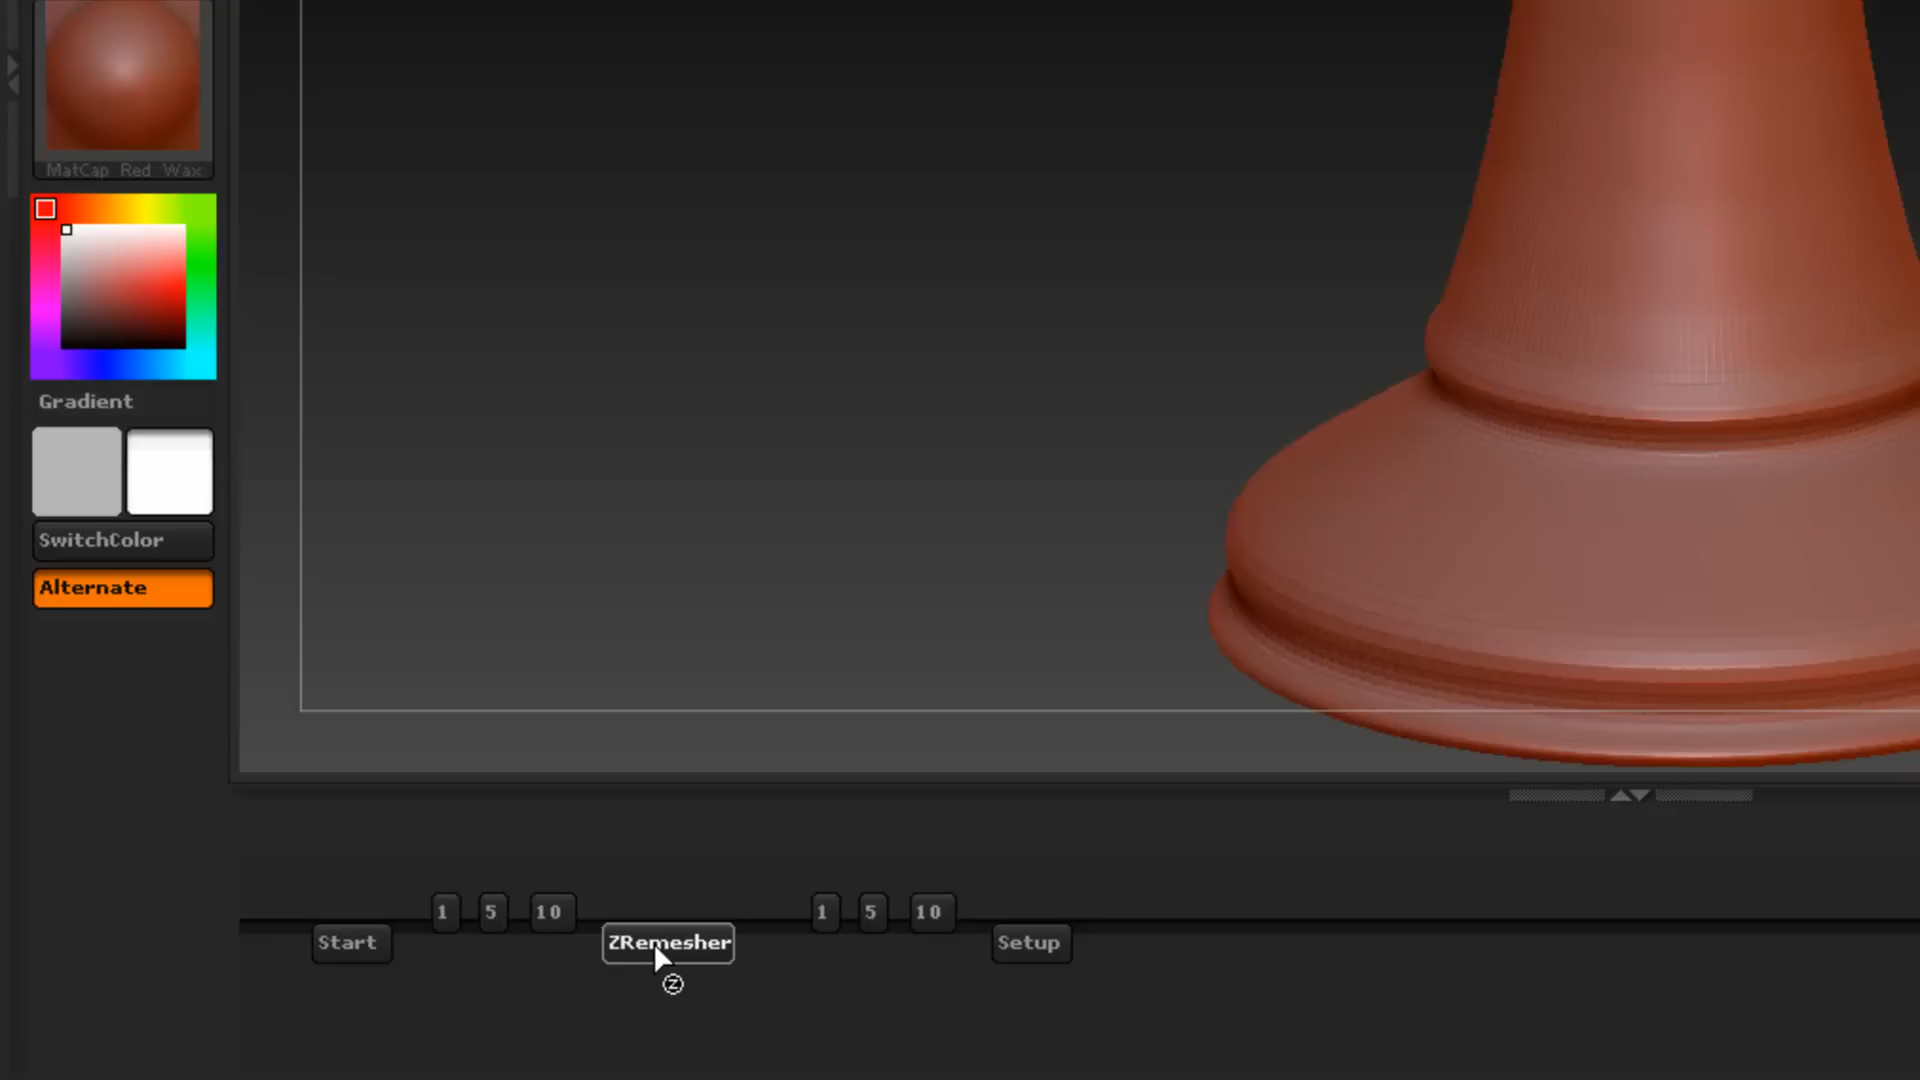 MatCap Red Wax
Gradient
SwitchColor
Alternate
1 5 10 1 5 10
Start ZRemesher Setup